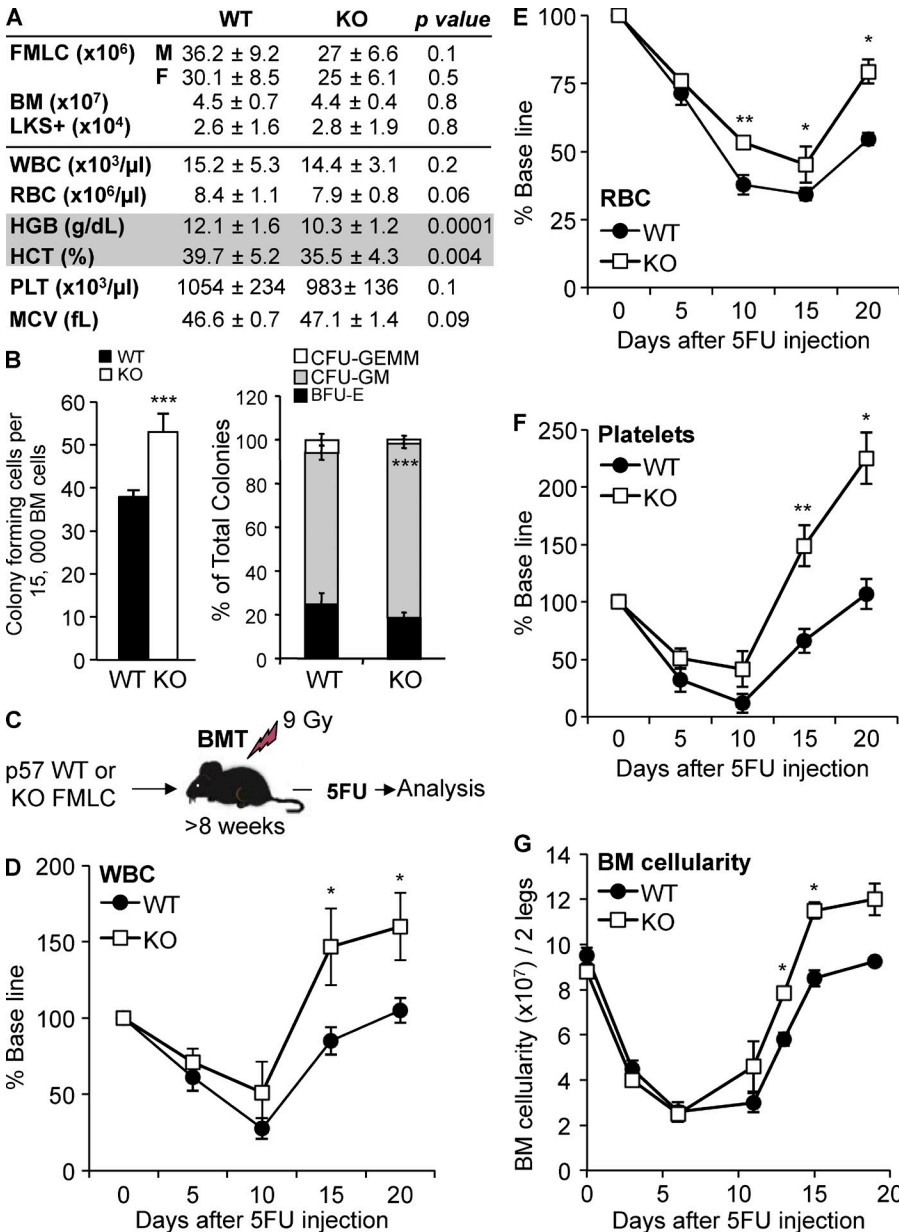 A WT KO p value
FMLC (x10⁶) M 36.2 ± 9.2 27 ± 6.6 0.1
F 30.1 ± 8.5 25 ± 6.1 0.5
BM (x10⁷) 4.5 ± 0.7 4.4 ± 0.4 0.8
LKS+ (x10⁴) 2.6 ± 1.6 2.8 ± 1.9 0.8
WBC (x10³/µl) 15.2 ± 5.3 14.4 ± 3.1 0.2
RBC (x10⁶/µl) 8.4 ± 1.1 7.9 ± 0.8 0.06
HGB (g/dL) 12.1 ± 1.6 10.3 ± 1.2 0.0001
HCT (%) 39.7 ± 5.2 35.5 ± 4.3 0.004
PLT (x10³/µl) 1054 ± 234 983± 136 0.1
MCV (fL) 46.6 ± 0.7 47.1 ± 1.4 0.09
B
WT
KO
***
60
50
40
30
20
10
0
Colony forming cells per
15, 000 BM cells
WT KO
CFU-GEMM
CFU-GM
BFU-E
120
100
80
60
40
20
0
***
% of Total Colonies
WT KO
C
9 Gy
BMT
p57 WT or
KO FMLC
5FU
Analysis
>8 weeks
D
WBC
WT
KO
200
150
100
50
0
* *
% Base line
0 5 10 15 20
Days after 5FU injection
E
100
75
50
25
0
** * *
% Base line
RBC
WT
KO
0 5 10 15 20
Days after 5FU injection
F
Platelets
WT
KO
250
200
150
100
50
0
** *
% Base line
0 5 10 15 20
Days after 5FU injection
G
BM cellularity
WT
KO
14
12
10
8
6
4
2
0
* *
BM cellularity (x10⁷) / 2 legs
0 5 10 15 20
Days after 5FU injection